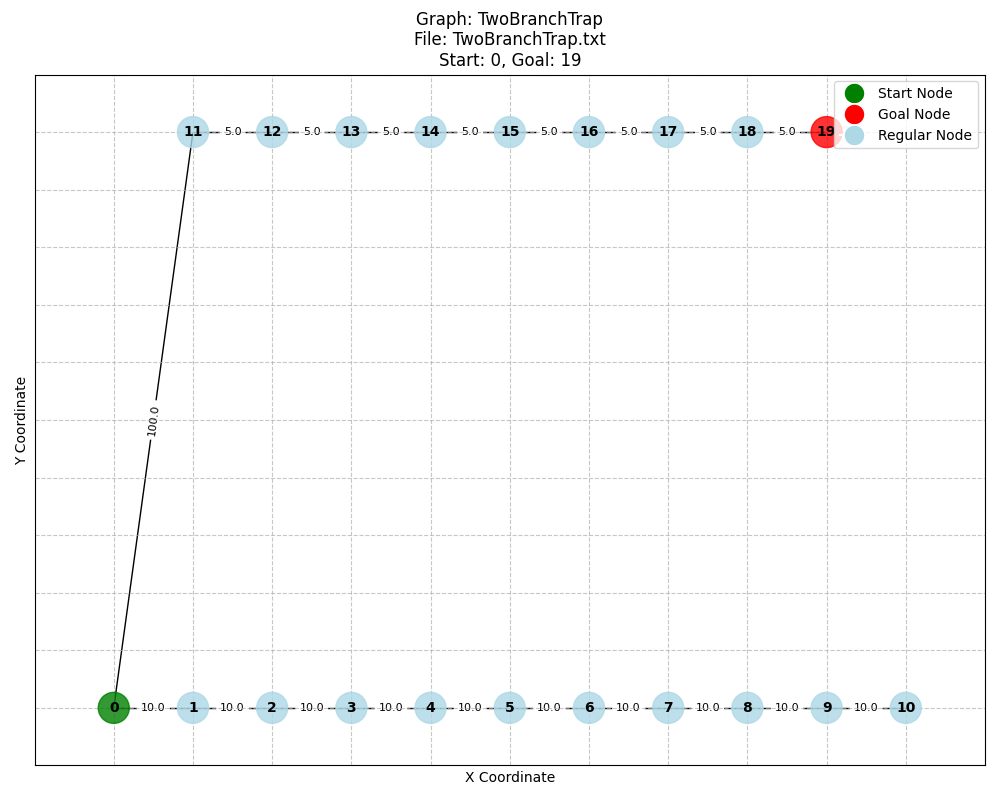 Graph: TwoBranchTrap
File: TwoBranchTrap.txt
Start: 0, Goal: 19
Start Node
Goal Node
Regular Node
11 5.0 12 5.0 13 5.0 14 5.0 15 5.0 16 5.0 17 5.0 18 5.0 19
100.0
Y Coordinate
0 10.0 1 10.0 2 10.0 3 10.0 4 10.0 5 10.0 6 10.0 7 10.0 8 10.0 9 10.0 10
X Coordinate